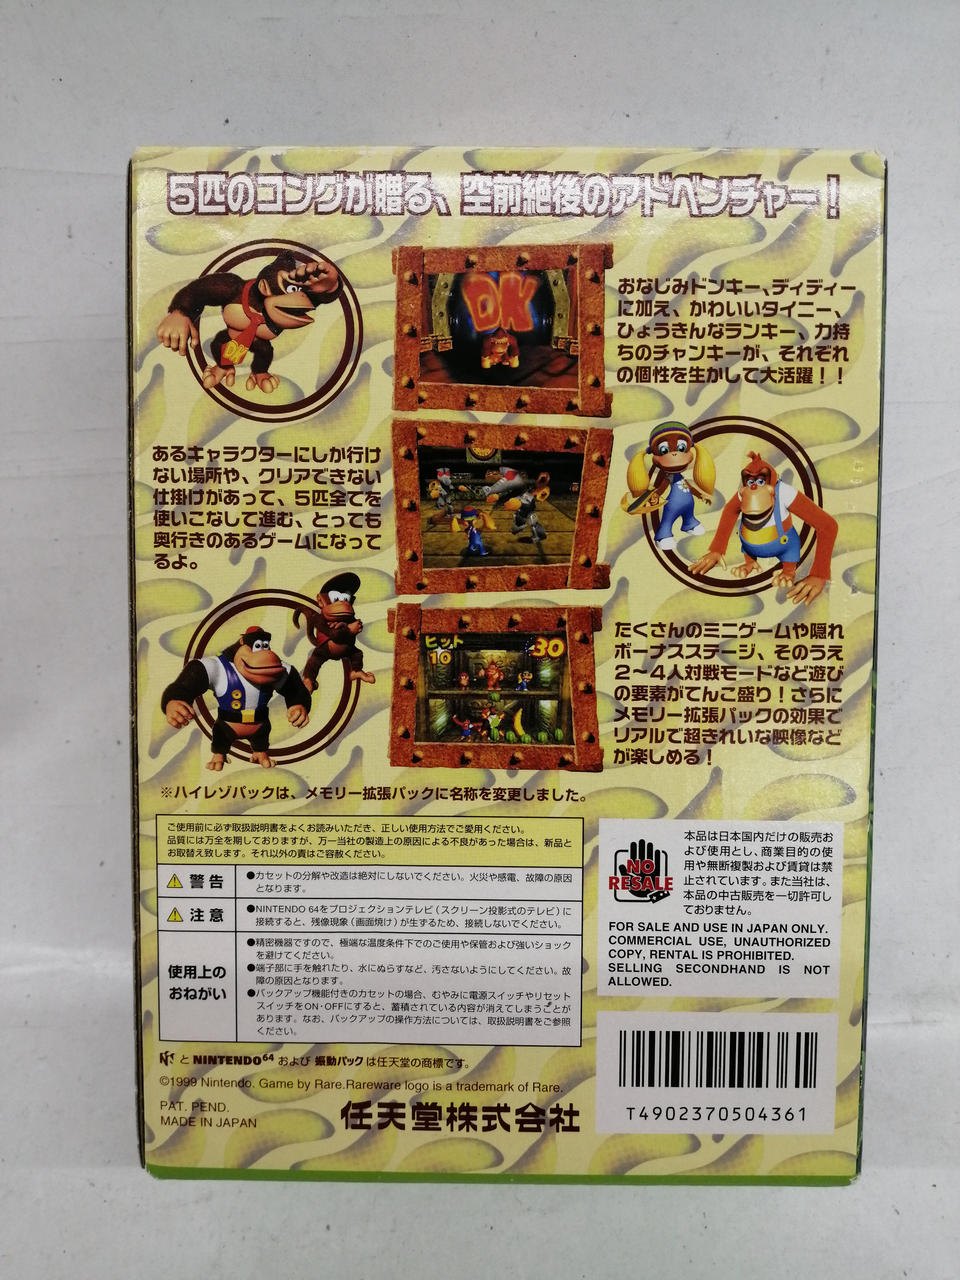 5匹のコングが贈る、空前絶後のアドベンチャー!
DK
おなじみドンキー、ディディー
に加え、かわいいタイニー、
ひょうきんなランキー、力持
ちのチャンキーが、それぞれ
の個性を生かして大活躍!!
DK
あるキャラクターにしか行け
ない場所や、クリアできない
仕掛けがあって、5匹全てを
使いこなして進む、とっても
奥行きのあるゲームになって
るよ。
ヒット
10
30
たくさんのミニゲームや隠れ
ボーナスステージ、そのうえ
2~4人対戦モードなど遊び
の要素がてんこ盛り!さらに
メモリー拡張パックの効果で
リアルで超きれいな映像など
が楽しめる!
※ハイレゾパックは、メモリー拡張パックに名称を変更しました。
ご使用前に必ず取扱説明書をよくお読みいただき、正しい使用方法でご愛用ください。
品質には万全を期しておりますが、万一当社の製造上の原因による不良があった場合は、新品と
お取替え致します。それ以外の責はご容赦ください。
警告
●カセットの分解や改造は絶対にしないでください。火災や感電、故障の原因
となります。
注意
●NINTENDO 64をプロジェクションテレビ(スクリーン投影式のテレビ)に
接続すると、残像現象(画面焼け)が生ずるため、接続しないでください。
使用上の
おねがい
●精密機器ですので、極端な温度条件下でのご使用や保管および強いショック
を避けてください。
●端子部に手を触れたり、水にぬらすなど、汚さないようにしてください。故
障の原因となります。
●バックアップ機能付きのカセットの場合、むやみに電源スイッチやリセット
スイッチをON・OFFにすると、蓄積されている内容が消えてしまうことが
あります。なお、バックアップの操作方法については、取扱説明書をご参照
ください。
NO
RESALE
本品は日本国内だけの販売お
よび使用とし、商業目的の使
用や無断複製および賃貸は禁
止されています。また当社は、
本品の中古販売を一切許可し
ておりません。
FOR SALE AND USE IN JAPAN ONLY.
COMMERCIAL USE, UNAUTHORIZED
COPY, RENTAL IS PROHIBITED.
SELLING SECONDHAND IS NOT
ALLOWED.
と NINTENDO64 および 振動パック は任天堂の商標です。
©1999 Nintendo. Game by Rare.Rareware logo is a trademark of Rare.
PAT. PEND.
MADE IN JAPAN
任天堂株式会社
T4902370504361